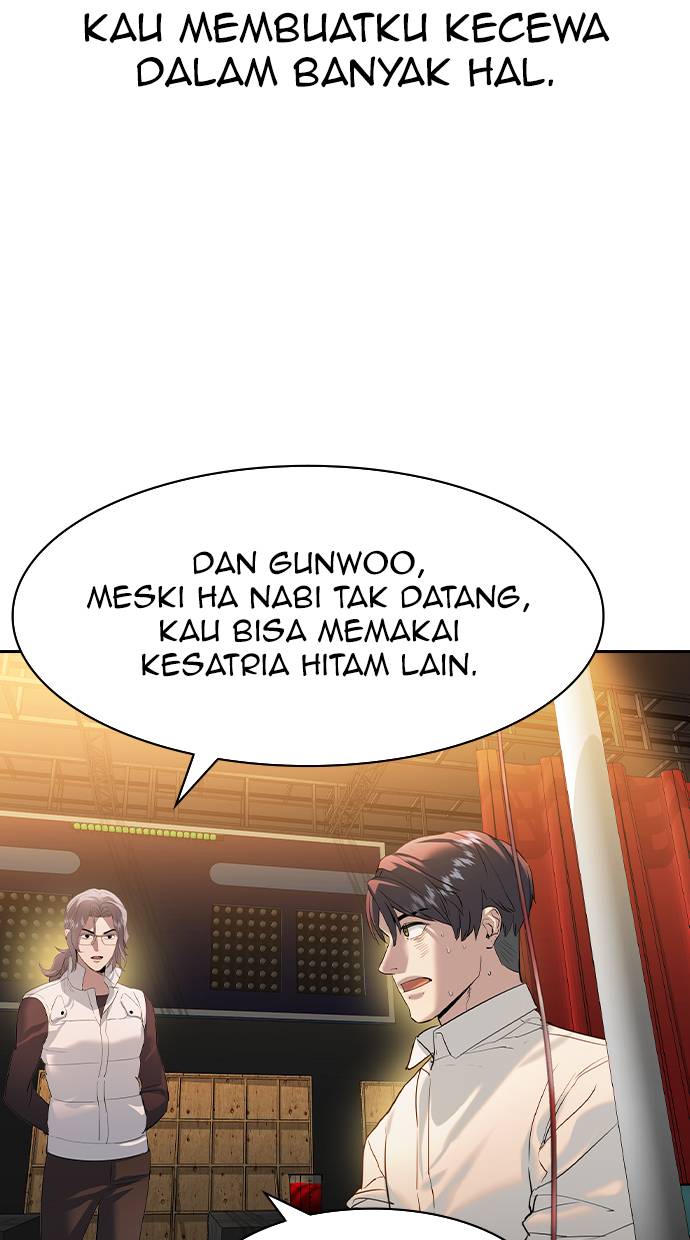 KAU MEMBUATKU KECEWA
DALAM BANYAK HAL.
DAN GUNWOO,
MESKI HA NABI TAK DATANG,
KAU BISA MEMAKAI
KESATRIA HITAM LAIN.